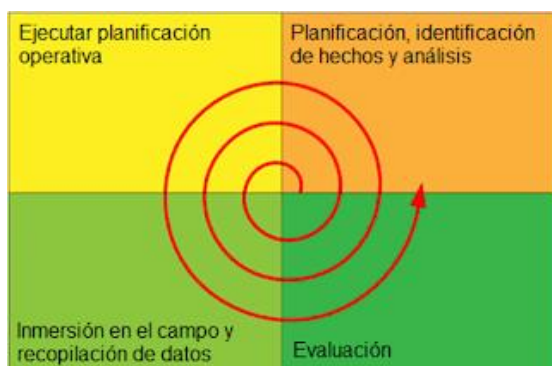 Ejecutar planificación
operativa
Planificación, identificación
de hechos y análisis
Inmersión en el campo y
recopilación de datos
Evaluación